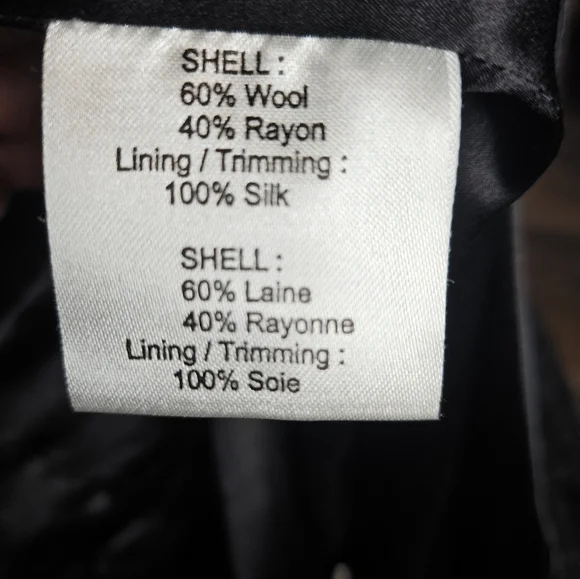 SHELL :
60% Wool
40% Rayon
Lining / Trimming :
100% Silk
SHELL :
60% Laine
40% Rayonne
Lining / Trimming :
100% Soie